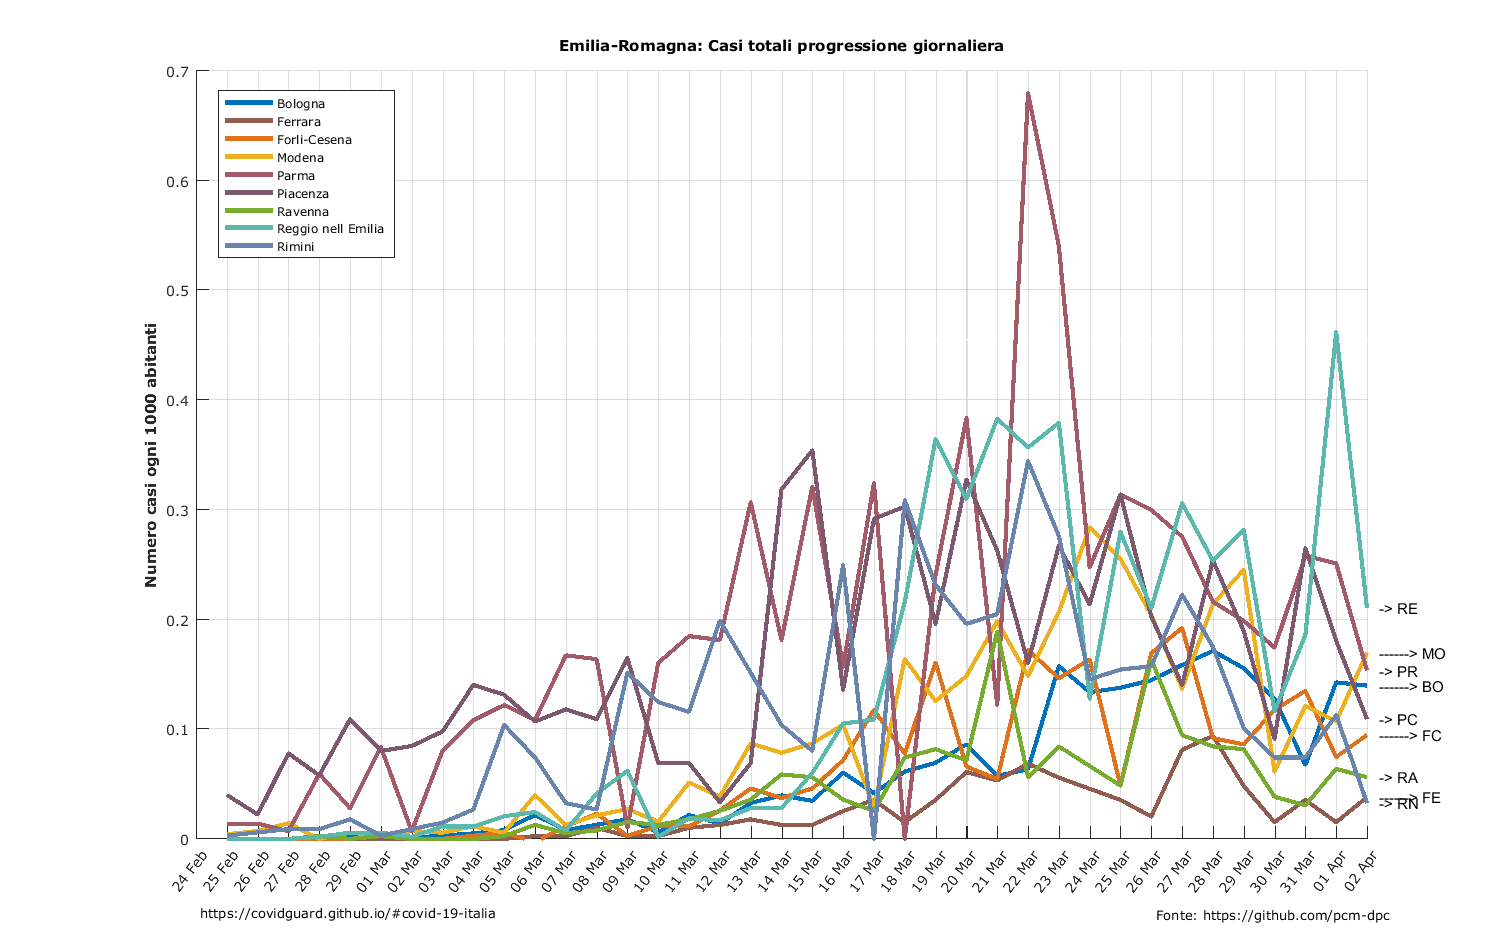 Emilia-Romagna: Casi totali progressione giornaliera
0.7
0.6
0.5
0.4
0.3
0.2
0.1
0
Numero casi ogni 1000 abitanti
Bologna
Ferrara
Forli-Cesena
Modena
Parma
Piacenza
Ravenna
Reggio nell Emilia
Rimini
-> RE
------> MO
-> PR
------> BO
-> PC
------> FC
-> RA
------> FE
-> RN
24 Feb
25 Feb
26 Feb
27 Feb
28 Feb
29 Feb
01 Mar
02 Mar
03 Mar
04 Mar
05 Mar
06 Mar
07 Mar
08 Mar
09 Mar
10 Mar
11 Mar
12 Mar
13 Mar
14 Mar
15 Mar
16 Mar
17 Mar
18 Mar
19 Mar
20 Mar
21 Mar
22 Mar
23 Mar
24 Mar
25 Mar
26 Mar
27 Mar
28 Mar
29 Mar
30 Mar
31 Mar
01 Apr
02 Apr
https://covidguard.github.io/#covid-19-italia
Fonte: https://github.com/pcm-dpc